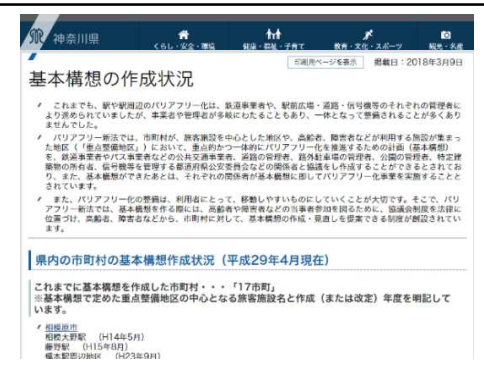 神奈川県
くらし・安全・環境
健康・福祉・子育て
教育・文化・スポーツ
観光・名産
印刷用ページを表示 掲載日:2018年3月9日
基本構想の作成状況
これまでも、駅や駅周辺のバリアフリー化は、鉄道事業者や、駅前広場・道路・信号機等のそれぞれの管理者に
より進められていましたが、事業者や管理者が多岐にわたることもあり、一体となって整備されることが多くあり
ませんでした。
バリアフリー新法では、市町村が、旅客施設を中心とした地区や、高齢者、障害者などが利用する施設が集まっ
た地区(「重点整備地区」)において、重点的かつ一体的にバリアフリー化を推進するための計画(基本構想)
を、鉄道事業者やバス事業者などの公共交通事業者、道路の管理者、路外駐車場の管理者、公園の管理者、特定建
築物の所有者、信号機等を管理する都道府県公安委員会などの関係者と協議をし作成することができるとされてお
り、また、基本構想ができたあとは、それぞれの関係者が基本構想に即してバリアフリー化事業を実施することと
されています。
また、バリアフリー化の整備は、利用者にとって、移動しやすいものにしていくことが大切です。そこで、バリ
アフリー新法では、基本構想を作る際には、高齢者や障害者などの当事者参加を図るために、協議会制度を法律に
位置づけ、高齢者、障害者などから、市町村に対して、基本構想の作成・見直しを提案できる制度が創設されてい
ます。
県内の市町村の基本構想作成状況(平成29年4月現在)
これまでに基本構想を作成した市町村・・・「17市町」
※基本構想で定めた重点整備地区の中心となる旅客施設名と作成(または改定)年度を明記して
います。
相模原市
相模大野駅 (H14年5月)
藤野駅 (H15年8月)
橋本駅周辺地区 (H23年9月)